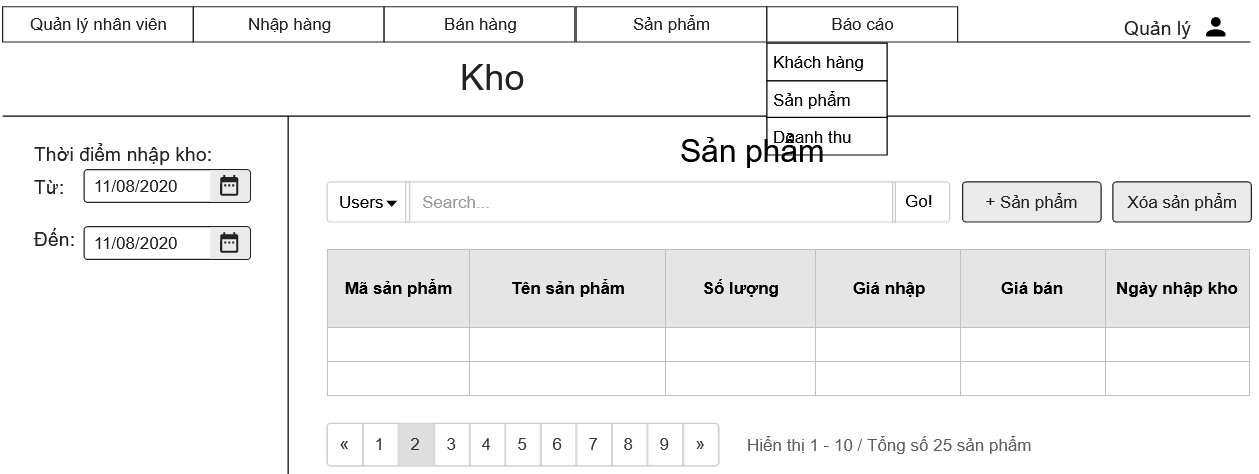 Quản lý nhân viên
Nhập hàng
Bán hàng
Sản phẩm
Báo cáo
Quản lý
Khách hàng
Sản phẩm
Doanh thu
Kho
Thời điểm nhập kho:
Từ: 11/08/2020
Đến: 11/08/2020
Sản phẩm
Users Search... Go!
+ Sản phẩm
Xóa sản phẩm
Mã sản phẩm Tên sản phẩm Số lượng Giá nhập Giá bán Ngày nhập kho
« 1 2 3 4 5 6 7 8 9 »
Hiển thị 1 - 10 / Tổng số 25 sản phẩm